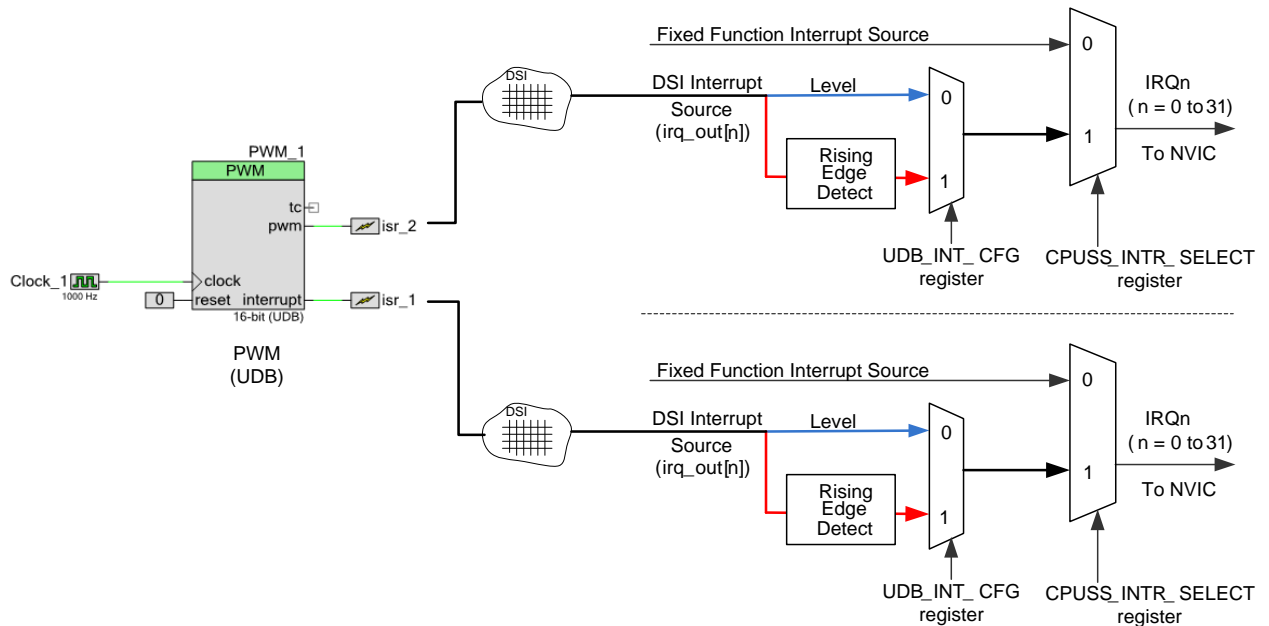 Fixed Function Interrupt Source
0
DSI
DSI Interrupt
Level
0
IRQn
Source
( n = 0 to 31)
(irq_out[n])
1
To NVIC
Rising
Edge
Detect
1
PWM_1
PWM
tc
pwm
isr_2
UDB_INT_ CFG
register
CPUSS_INTR_ SELECT
register
Clock_1
1000 Hz
clock
0
reset
interrupt
isr_1
16-bit (UDB)
PWM
(UDB)
Fixed Function Interrupt Source
0
DSI
DSI Interrupt
Level
0
IRQn
Source
( n = 0 to 31)
(irq_out[n])
1
To NVIC
Rising
Edge
Detect
1
UDB_INT_ CFG
register
CPUSS_INTR_ SELECT
register